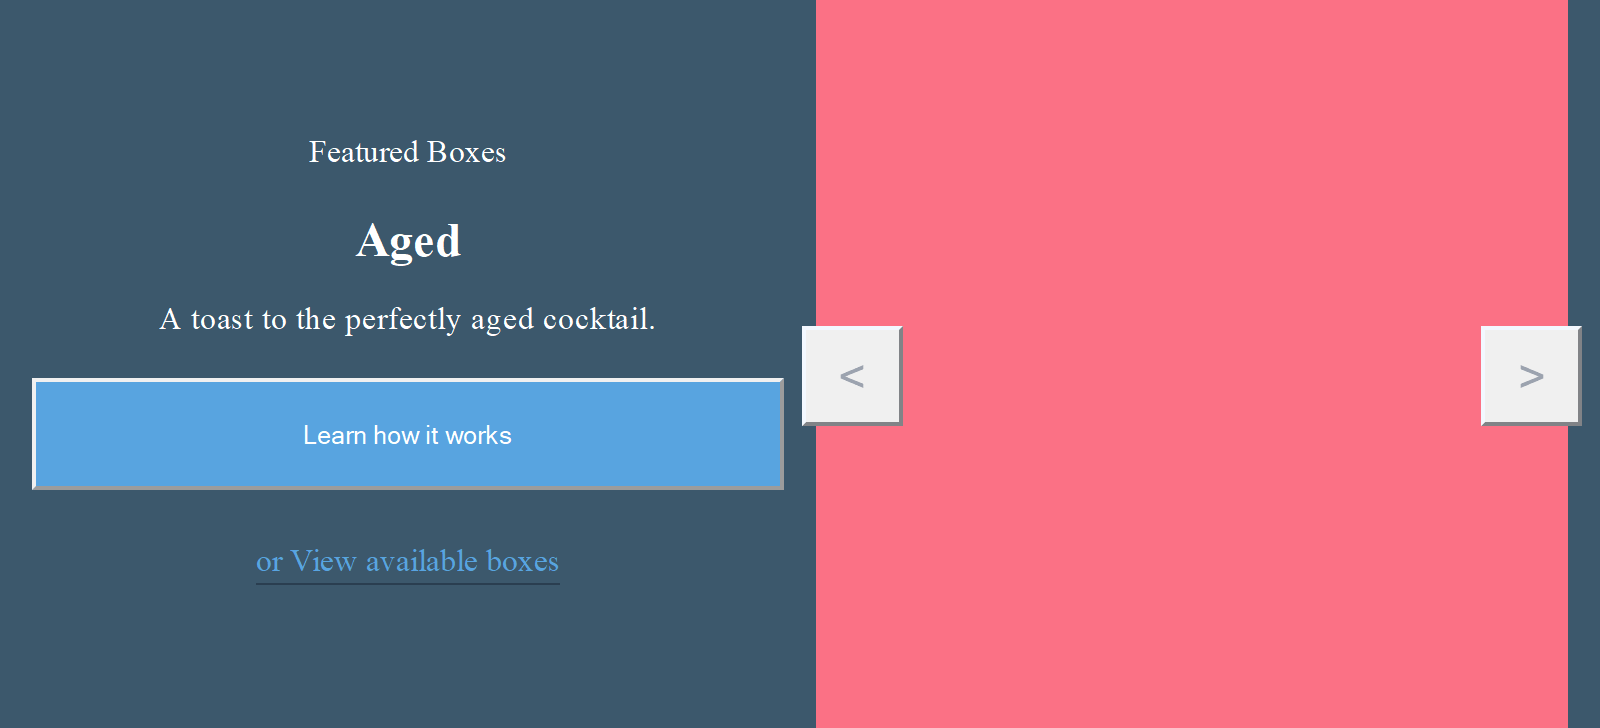 Featured Boxes
Aged
A toast to the perfectly aged cocktail.
<
>
Learn how it works
or View available boxes